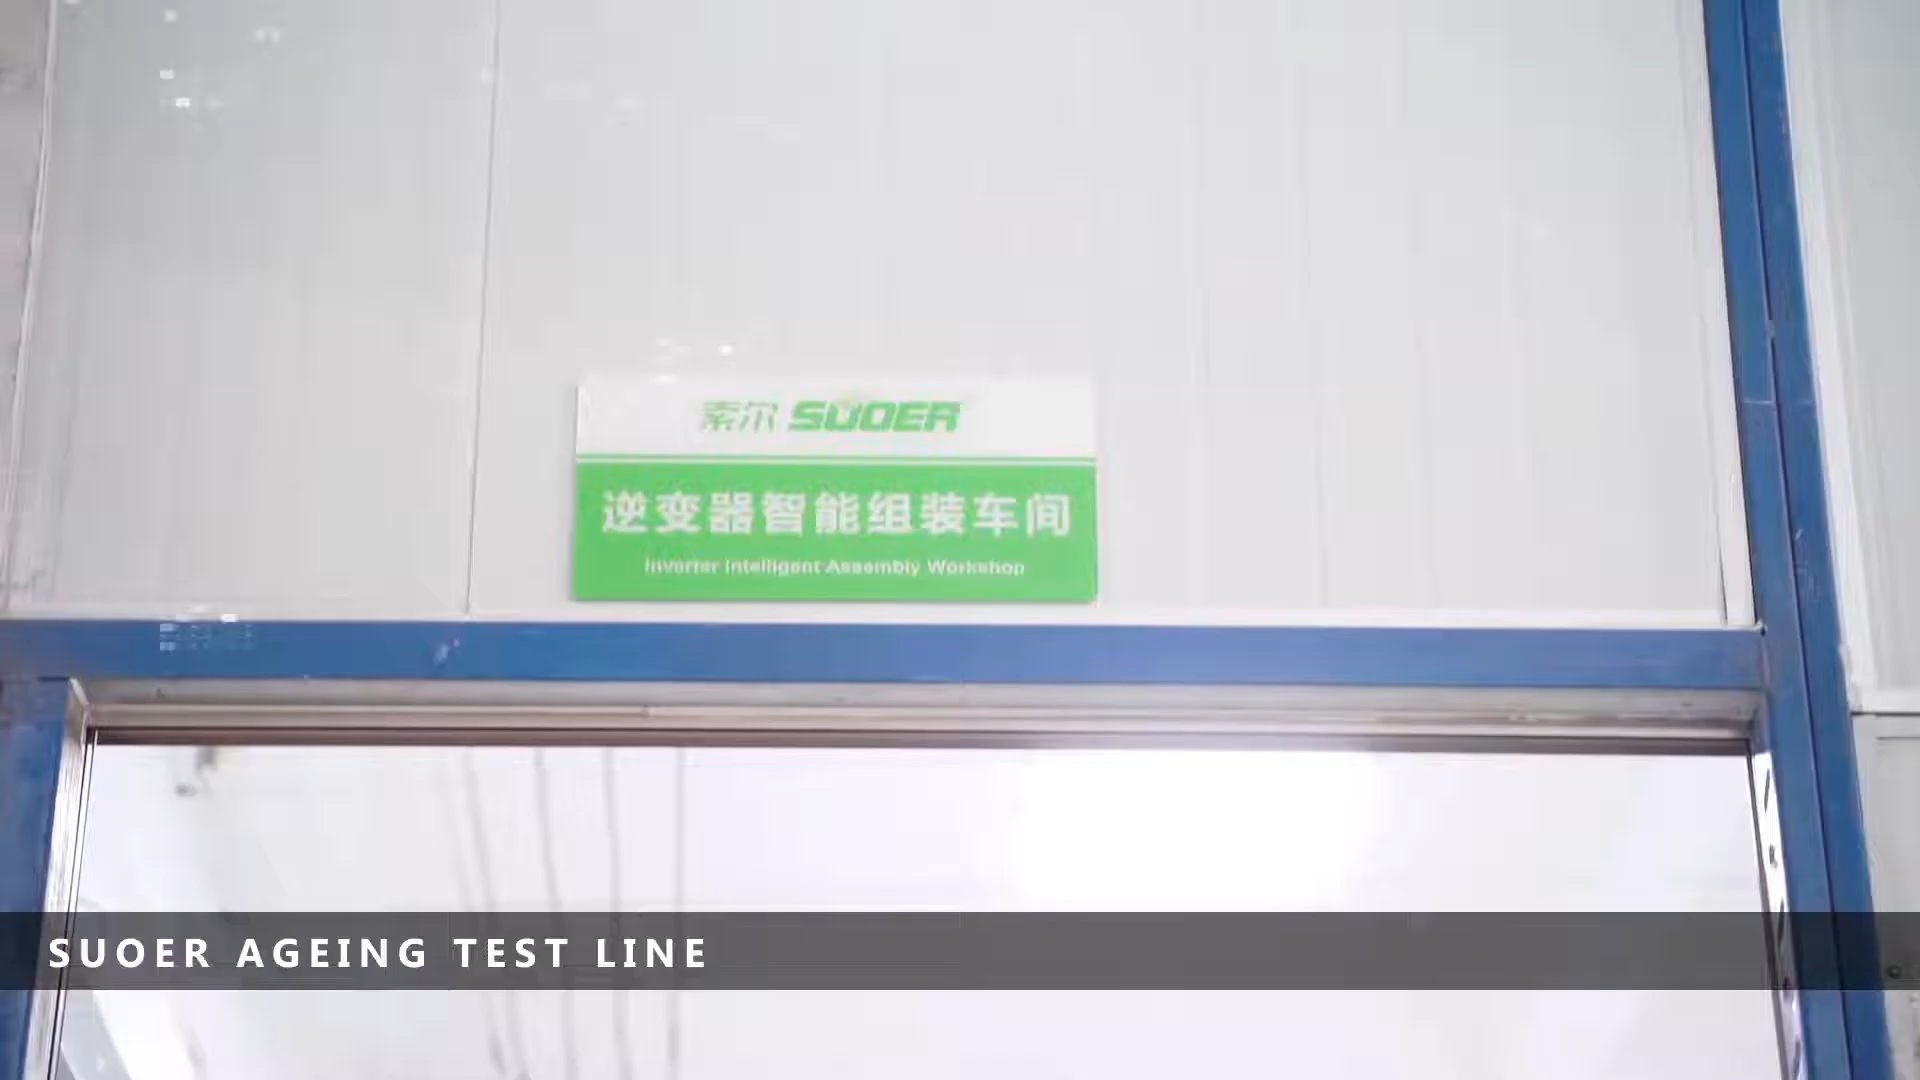 索尔 SUOER
逆变器智能组装车间
Inverter Intelligent Assembly Workshop
SUOER AGEING TEST LINE